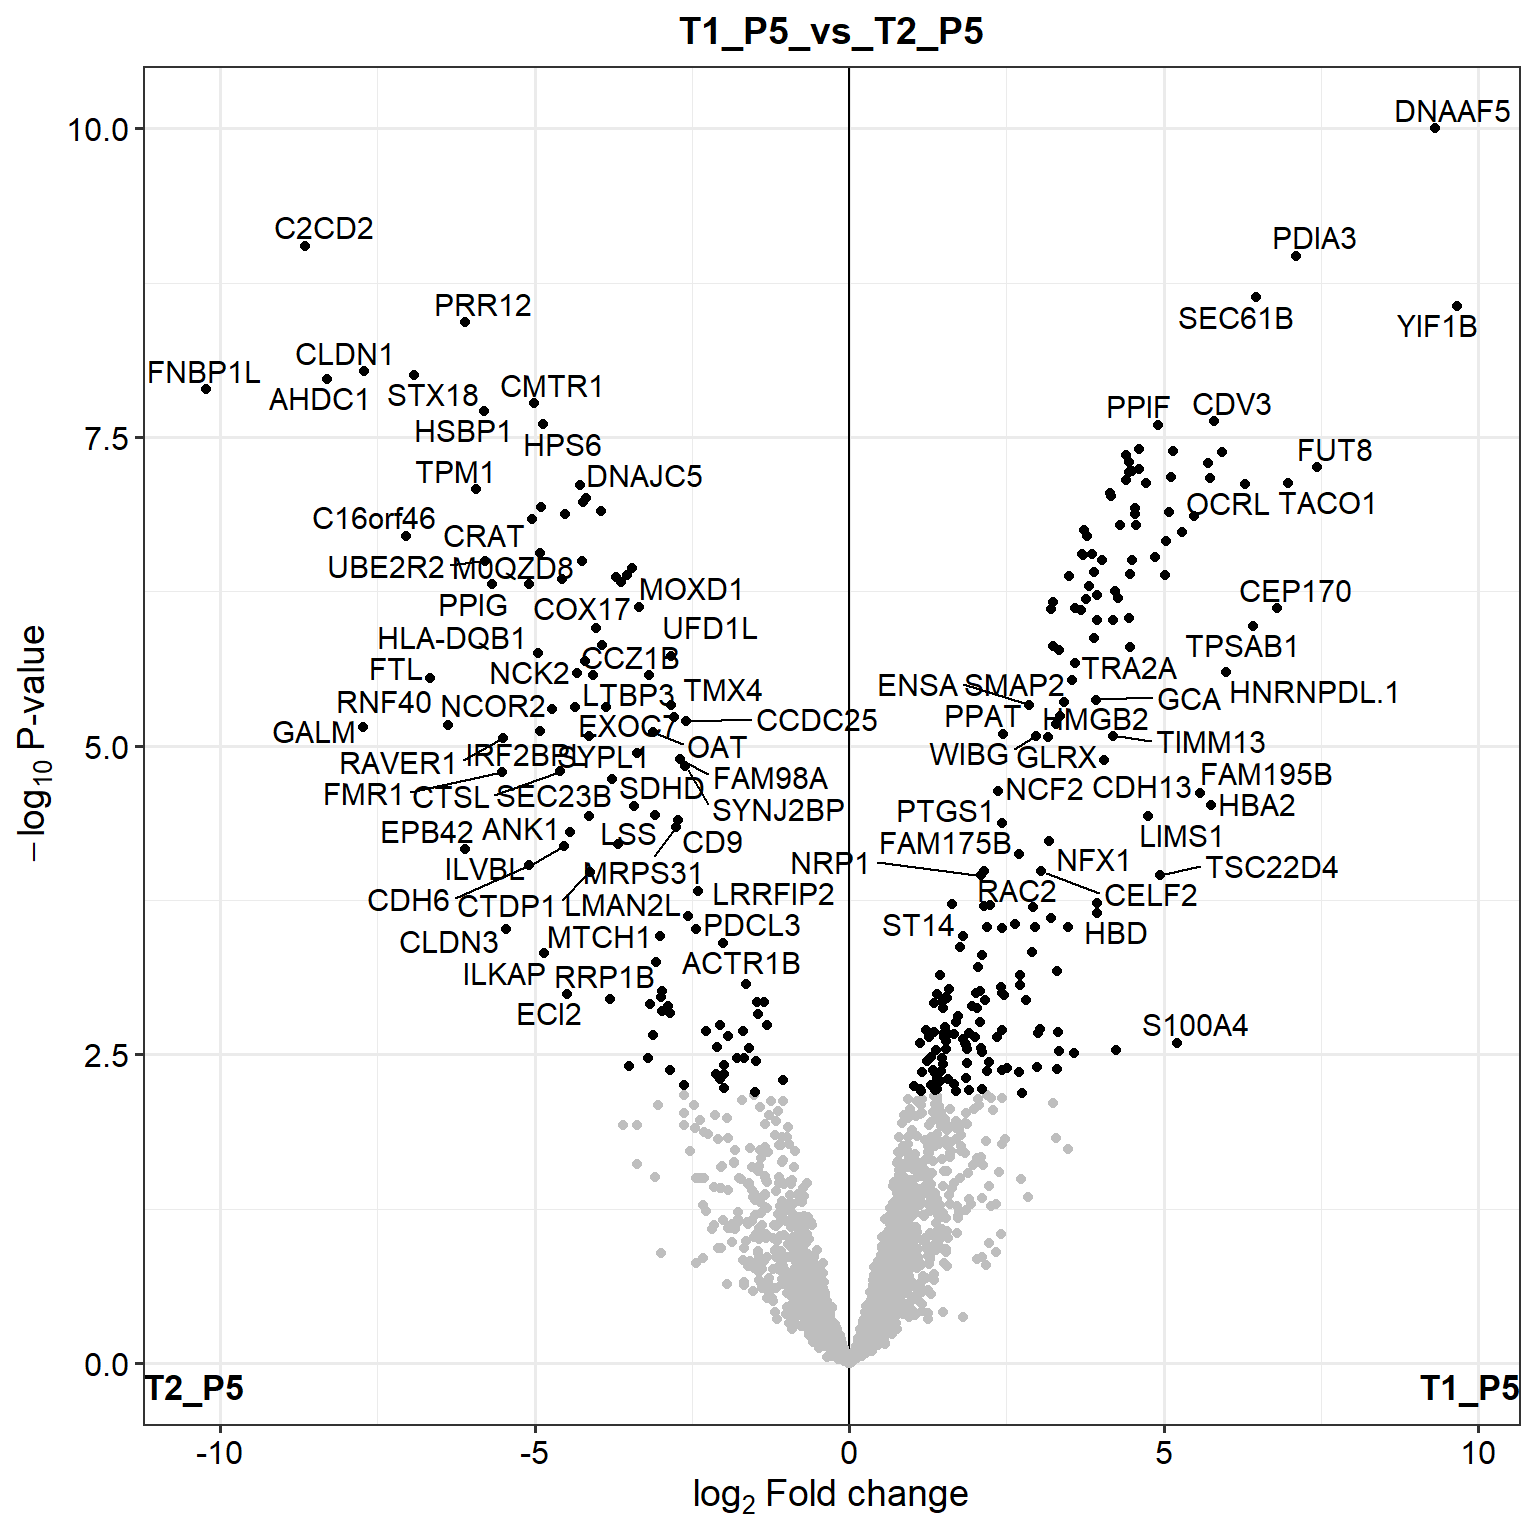 T1_P5_vs_T2_P5
DNAAF5
C2CD2
PDIA3
PRR12
SEC61B
YIF1B
CLDN1
FNBP1L
AHDC1
STX18
CMTR1
PPIF
CDV3
HSBP1
HPS6
FUT8
TPM1
DNAJC5
OCRL
TACO1
C16orf46
CRAT
UBE2R2
M0QZD8
MOXD1
CEP170
PPIG
COX17
HLA-DQB1
UFD1L
TPSAB1
FTL
NCK2
CCZ1B
TRA2A
ENSA
SMAP2
GCA
HNRNPDL.1
RNF40
NCOR2
LTBP3
TMX4
PPAT
HMGB2
GALM
EXOC7
CCDC25
TIMM13
RAVER1
IRF2BPL
SYPL1
OAT
WIBG
GLRX
FMR1
CTSL
SEC23B
SDHD
FAM98A
NCF2
CDH13
FAM195B
SYNJ2BP
PTGS1
HBA2
EPB42
ANK1
LSS
CD9
FAM175B
LIMS1
ILVBL
MRPS31
NRP1
NFX1
TSC22D4
CDH6
CTDP1
LMAN2L
LRRFIP2
RAC2
CELF2
CLDN3
MTCH1
PDCL3
ST14
HBD
ILKAP
RRP1B
ACTR1B
ECI2
S100A4
10.0
7.5
5.0
2.5
0.0
−log10 P-value
T2_P5
T1_P5
-10
-5
0
5
10
log2 Fold change